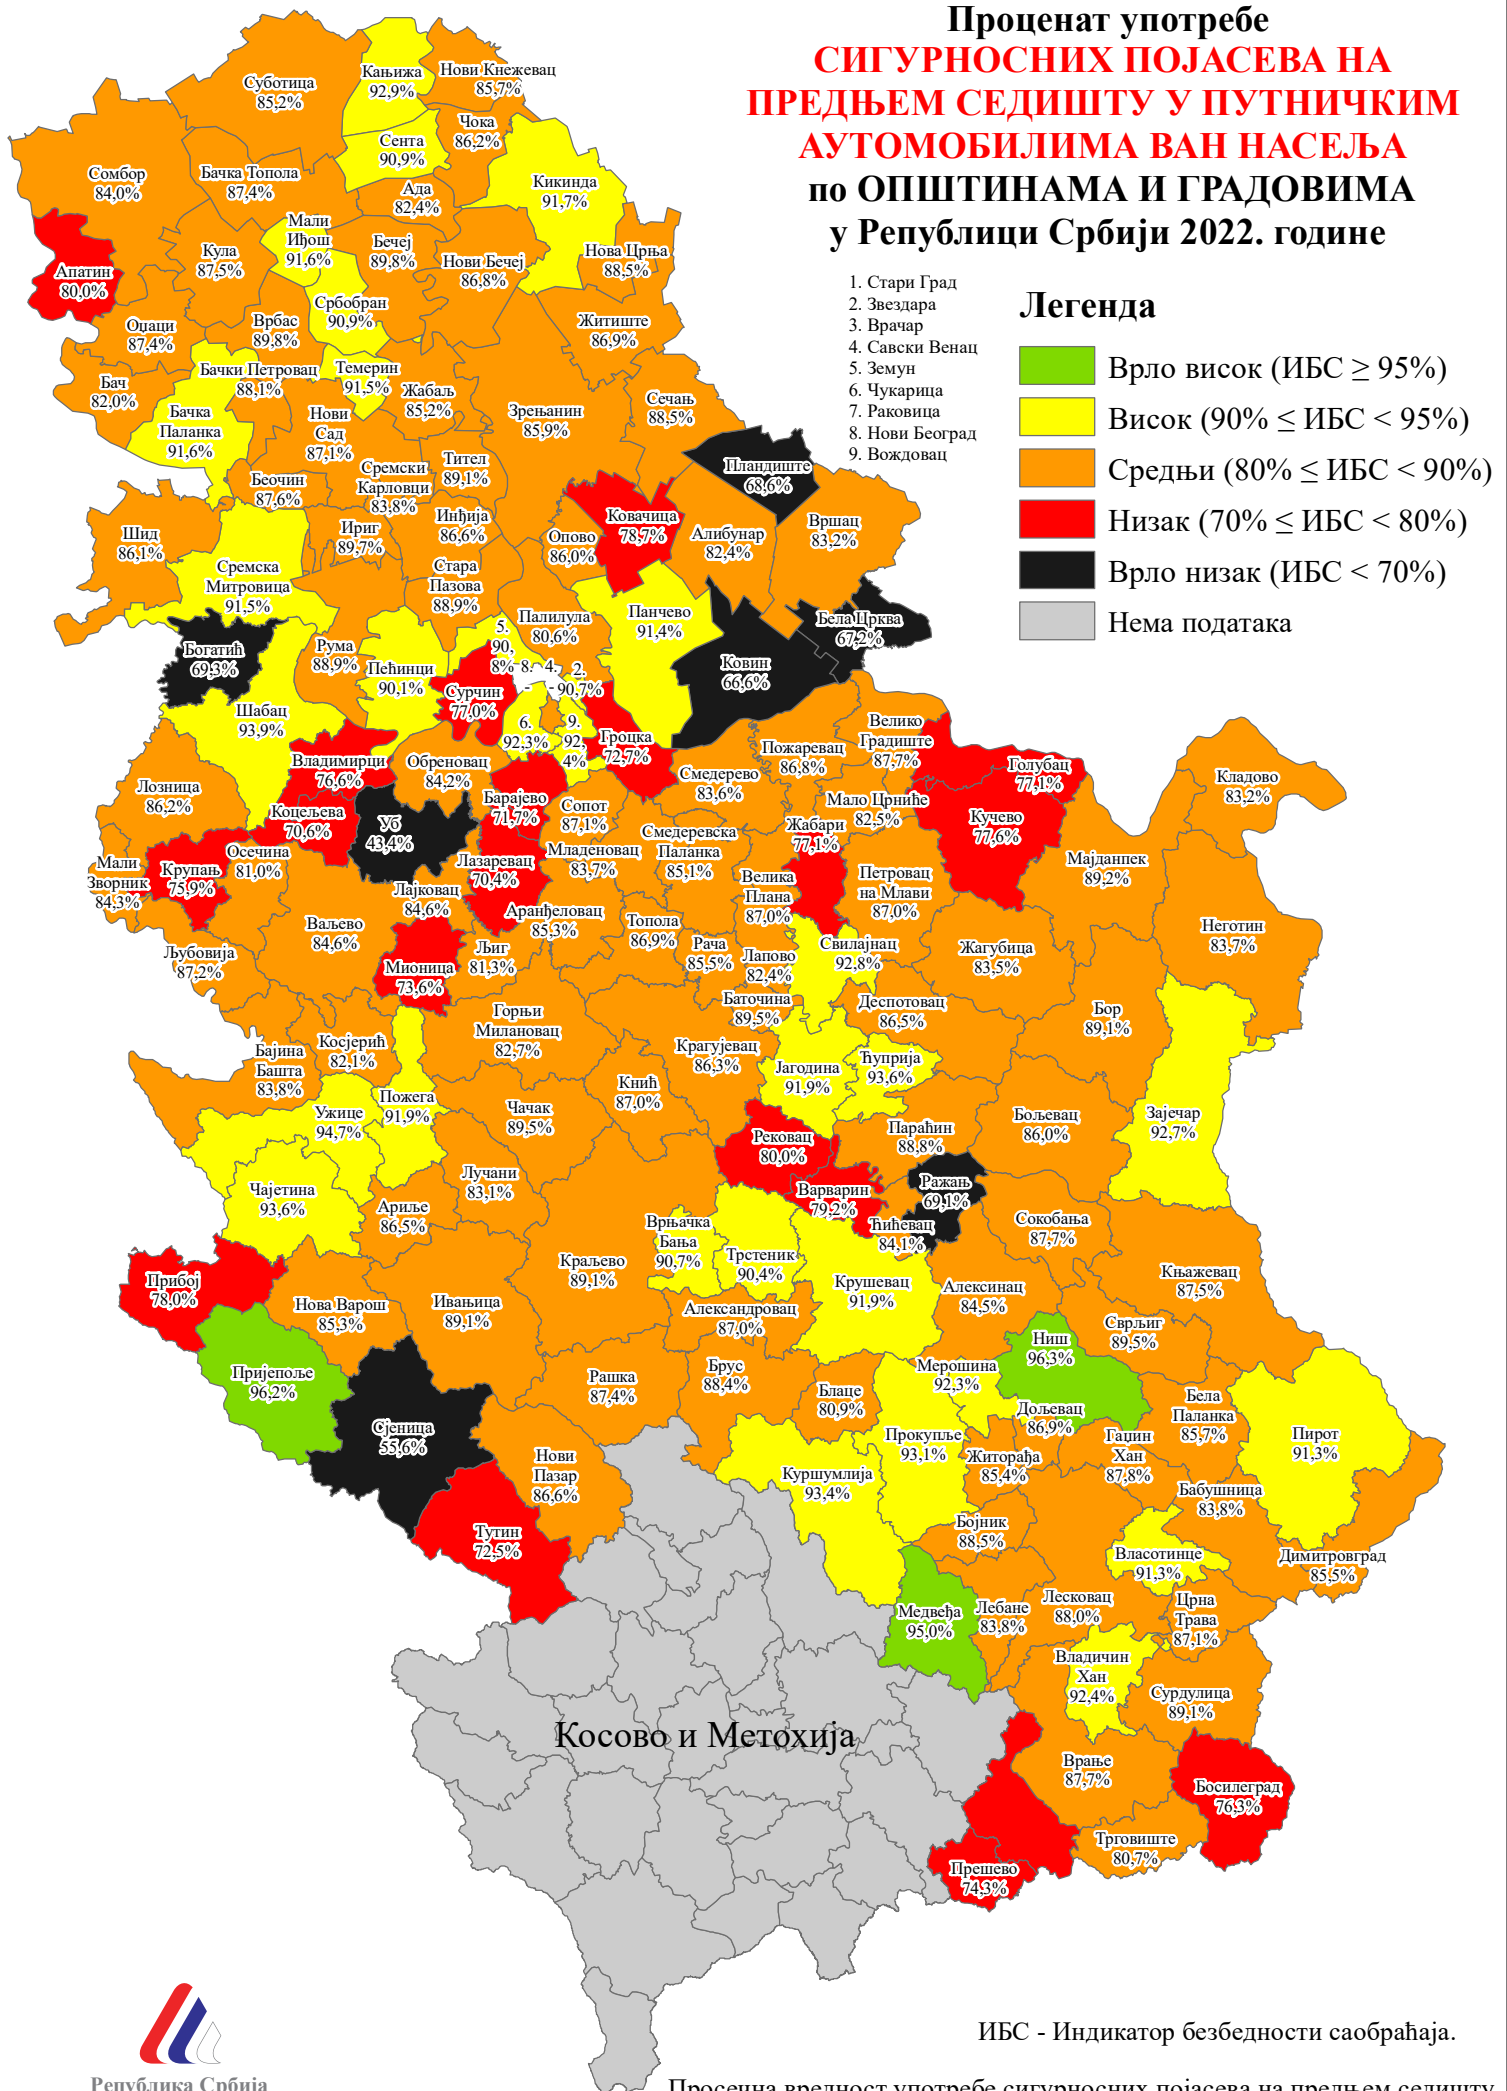 Проценат употребе
СИГУРНОСНИХ ПОЈАСЕВА НА
ПРЕДЊЕМ СЕДИШТУ У ПУТНИЧКИМ
АУТОМОБИЛИМА ВАН НАСЕЉА
по ОПШТИНАМА И ГРАДОВИМА
у Републици Србији 2022. године
1. Стари Град
2. Звездара
3. Врачар
4. Савски Венац
5. Земун
6. Чукарица
7. Раковица
8. Нови Београд
9. Вождовац
Легенда
Врло висок (ИБС ≥ 95%)
Висок (90% ≤ ИБС < 95%)
Средњи (80% ≤ ИБС < 90%)
Низак (70% ≤ ИБС < 80%)
Врло низак (ИБС < 70%)
Нема података
Суботица
85,2%
Кањижа
92,9%
Нови Кнежевац
85,7%
Чока
86,2%
Сента
90,9%
Сомбор
84,0%
Бачка Топола
87,4%
Ада
82,4%
Кикинда
91,7%
Мали
Иђош
91,6%
Кула
87,5%
Бечеј
89,8%
Нови Бечеј
86,8%
Нова Црња
88,5%
Апатин
80,0%
Србобран
90,9%
Оџаци
87,4%
Врбас
89,8%
Житиште
86,9%
Бач
82,0%
Бачки Петровац
88,1%
Темерин
91,5%
Жабаљ
85,2%
Зрењанин
85,9%
Сечањ
88,5%
Бачка
Паланка
91,6%
Нови
Сад
87,1%
Беочин
87,6%
Сремски
Карловци
83,8%
Тител
89,1%
Пландиште
68,6%
Шид
86,1%
Ириг
89,7%
Инђија
86,6%
Опово
86,0%
Ковачица
78,7%
Алибунар
82,4%
Вршац
83,2%
Сремска
Митровица
91,5%
Стара
Пазова
88,9%
Палилула
80,6%
Панчево
91,4%
Бела Црква
67,2%
Богатић
69,3%
Рума
88,9%
Пећинци
90,1%
5.
90,
8%
8.
-
4.
-
2.
90,7%
Ковин
66,6%
Сурчин
77,0%
Шабац
93,9%
6.
92,3%
9.
92,
4%
Гроцка
72,7%
Владимирци
76,6%
Обреновац
84,2%
Смедерево
83,6%
Пожаревац
86,8%
Велико
Градиште
87,7%
Голубац
77,1%
Кладово
83,2%
Лозница
86,2%
Коцељева
70,6%
Уб
43,4%
Барајево
71,7%
Сопот
87,1%
Мало Црниће
82,5%
Кучево
77,6%
Мали
Зворник
84,3%
Крупањ
75,9%
Осечина
81,0%
Лазаревац
70,4%
Младеновац
83,7%
Смедеревска
Паланка
85,1%
Жабари
77,1%
Мајданпек
89,2%
Лајковац
84,6%
Велика
Плана
87,0%
Петровац
на Млави
87,0%
Ваљево
84,6%
Аранђеловац
85,3%
Топола
86,9%
Рача
85,5%
Лапово
82,4%
Свилајнац
92,8%
Жагубица
83,5%
Неготин
83,7%
Љубовија
87,2%
Мионица
73,6%
Љиг
81,3%
Баточина
89,5%
Деспотовац
86,5%
Бор
89,1%
Бајина
Башта
83,8%
Косјерић
82,1%
Горњи
Милановац
82,7%
Крагујевац
86,3%
Јагодина
91,9%
Ћуприја
93,6%
Ужице
94,7%
Пожега
91,9%
Чачак
89,5%
Кнић
87,0%
Рековац
80,0%
Параћин
88,8%
Бољевац
86,0%
Зајечар
92,7%
Чајетина
93,6%
Ариље
86,5%
Лучани
83,1%
Варварин
79,2%
Ражањ
69,1%
Врњачка
Бања
90,7%
Трстеник
90,4%
Ћићевац
84,1%
Сокобања
87,7%
Прибој
78,0%
Нова Варош
85,3%
Ивањица
89,1%
Краљево
89,1%
Крушевац
91,9%
Алексинац
84,5%
Књажевац
87,5%
Александровац
87,0%
Ниш
96,3%
Сврљиг
89,5%
Пријепоље
96,2%
Рашка
87,4%
Брус
88,4%
Блаце
80,9%
Мерошина
92,3%
Дољевац
86,9%
Бела
Паланка
85,7%
Пирот
91,3%
Сјеница
55,6%
Нови
Пазар
86,6%
Куршумлија
93,4%
Прокупље
93,1%
Житорађа
85,4%
Гаџин
Хан
87,8%
Бабушница
83,8%
Тутин
72,5%
Бојник
88,5%
Власотинце
91,3%
Димитровград
85,5%
Медвеђа
95,0%
Лебане
83,8%
Лесковац
88,0%
Црна
Трава
87,1%
Владичин
Хан
92,4%
Сурдулица
89,1%
Косово и Метохија
Врање
87,7%
Босилеград
76,3%
Трговиште
80,7%
Прешево
74,3%
ИБС - Индикатор безбедности саобраћаја.
Република Србија
Просечна вредност употребе сигурносних појасева на предњем седишту